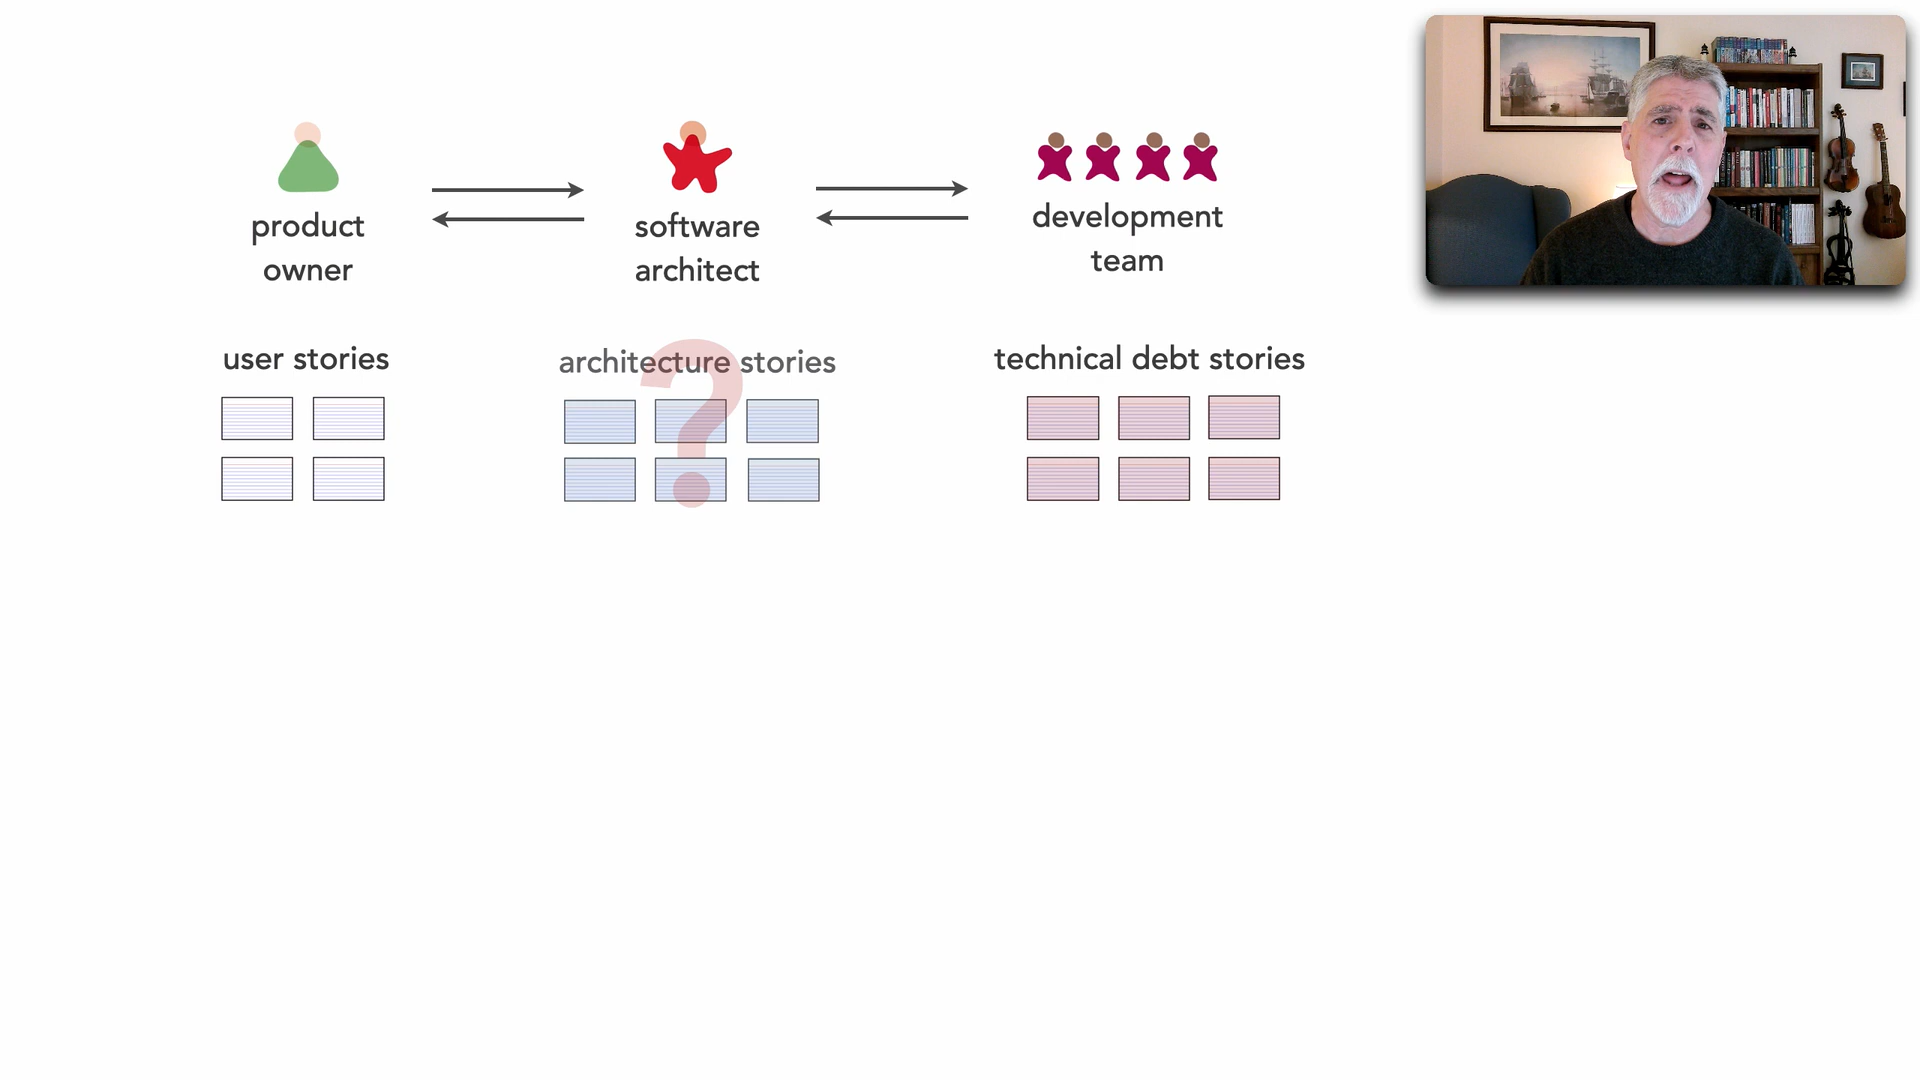 product
owner
software
architect
development
team
user stories
architecture stories
technical debt stories
?